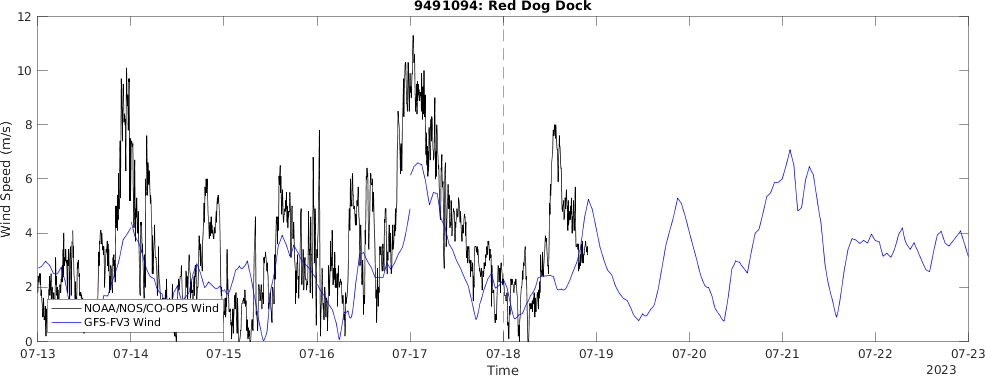 9491094: Red Dog Dock
Wind Speed (m/s)
12
10
8
6
4
2
0
NOAA/NOS/CO-OPS Wind
GFS-FV3 Wind
07-13 07-14 07-15 07-16 07-17 07-18 07-19 07-20 07-21 07-22 07-23
Time
2023